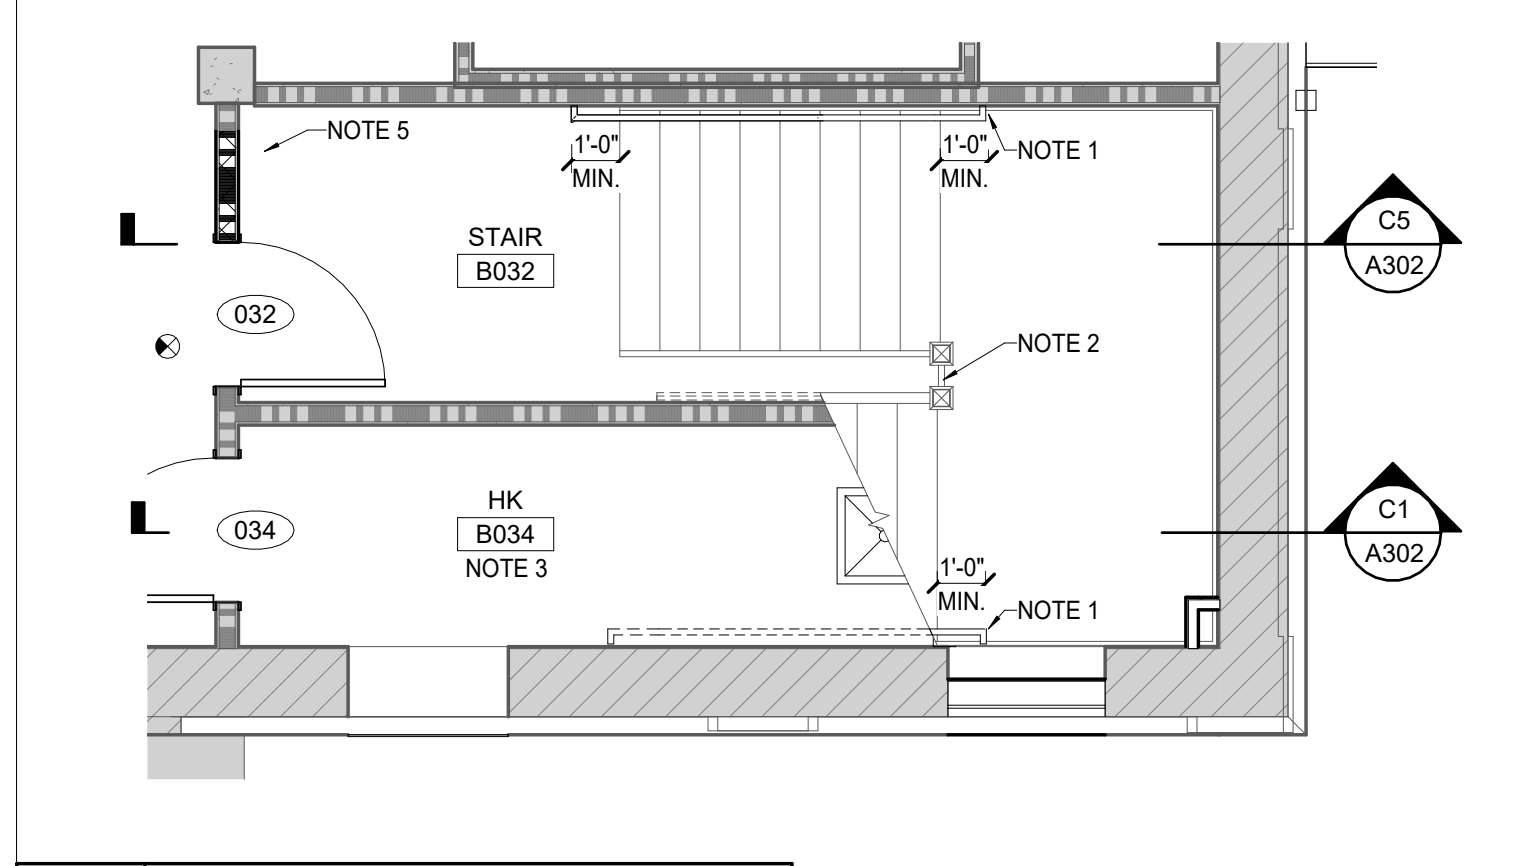 NOTE 5
1'-0"
MIN.
1'-0"
MIN.
NOTE 1
STAIR
B032
C5
A302
032
NOTE 2
HK
B034
NOTE 3
034
C1
A302
1'-0"
MIN.
NOTE 1